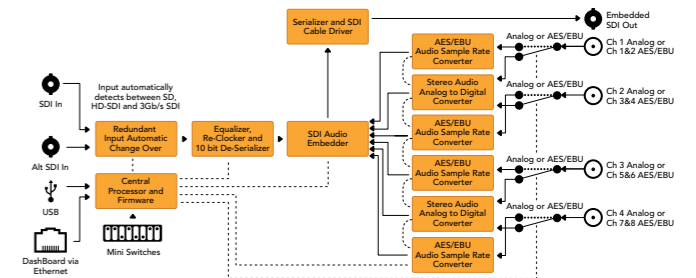 Serializer and SDI
Cable Driver
Embedded
SDI Out
SDI In
Input automatically
detects between SD,
HD-SDI and 3Gb/s SDI
Alt SDI In
Redundant
Input Automatic
Change Over
Equalizer,
Re-Clocker and
10 bit De-Serializer
SDI Audio
Embedder
USB
Central
Processor and
Firmware
DashBoard via
Ethernet
Mini Switches
AES/EBU
Audio Sample Rate
Converter
Stereo Audio
Analog to Digital
Converter
AES/EBU
Audio Sample Rate
Converter
AES/EBU
Audio Sample Rate
Converter
Stereo Audio
Analog to Digital
Converter
AES/EBU
Audio Sample Rate
Converter
Analog or AES/EBU
Ch 1 Analog or
Ch 1&2 AES/EBU
Analog or AES/EBU
Ch 2 Analog or
Ch 3&4 AES/EBU
Analog or AES/EBU
Ch 3 Analog or
Ch 5&6 AES/EBU
Analog or AES/EBU
Ch 4 Analog or
Ch 7&8 AES/EBU